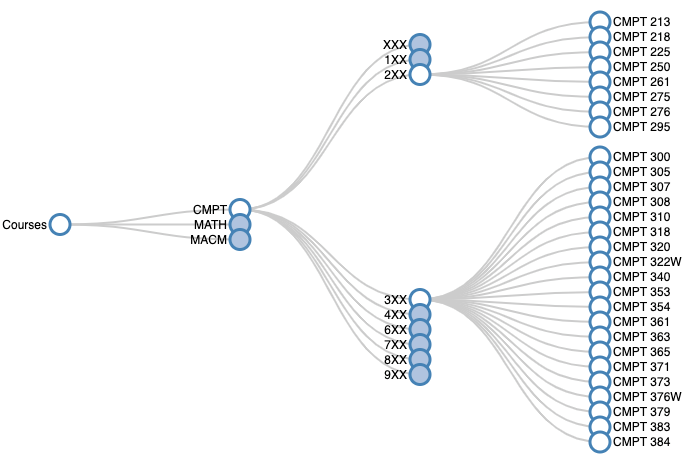 Courses
CMPT
MATH
MACM
XXX
1XX
2XX
3XX
4XX
6XX
7XX
8XX
9XX
CMPT 213
CMPT 218
CMPT 225
CMPT 250
CMPT 261
CMPT 275
CMPT 276
CMPT 295
CMPT 300
CMPT 305
CMPT 307
CMPT 308
CMPT 310
CMPT 318
CMPT 320
CMPT 322W
CMPT 340
CMPT 353
CMPT 354
CMPT 361
CMPT 363
CMPT 365
CMPT 371
CMPT 373
CMPT 376W
CMPT 379
CMPT 383
CMPT 384